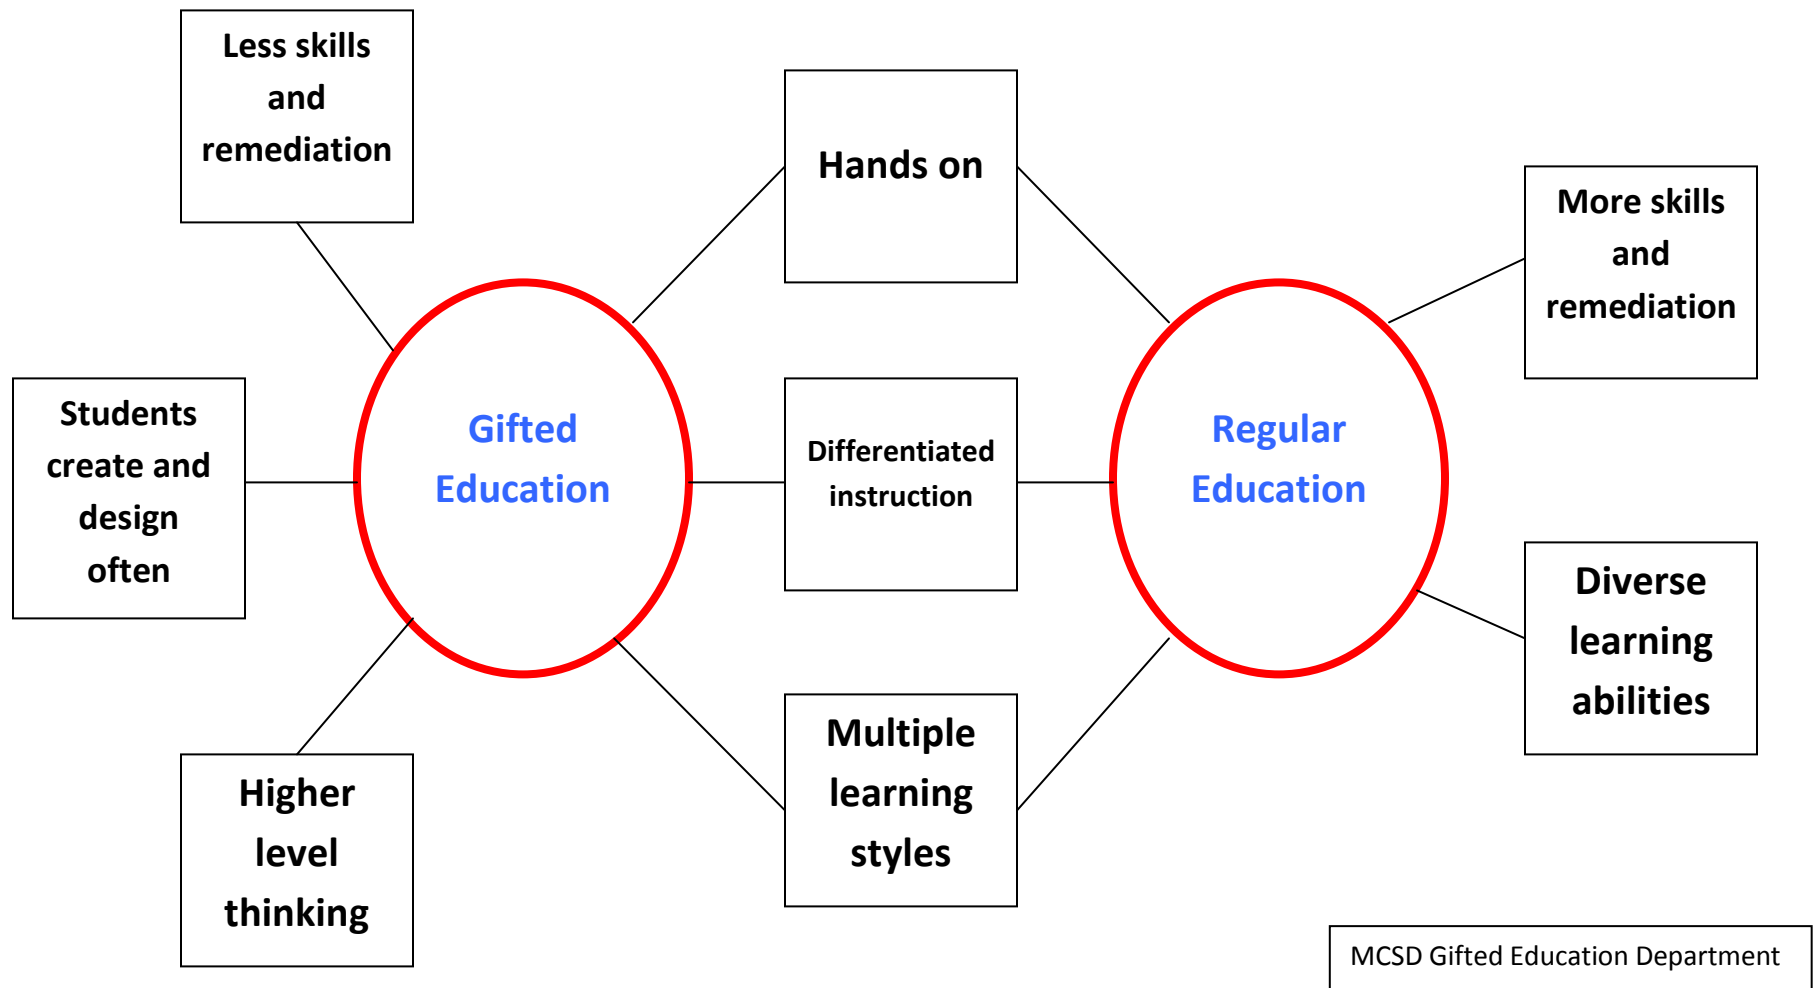 Less skills
and
remediation
Students
create and
design
often
Higher
level
thinking
Gifted
Education
Hands on
Differentiated
instruction
Multiple
learning
styles
Regular
Education
More skills
and
remediation
Diverse
learning
abilities
MCSD Gifted Education Department